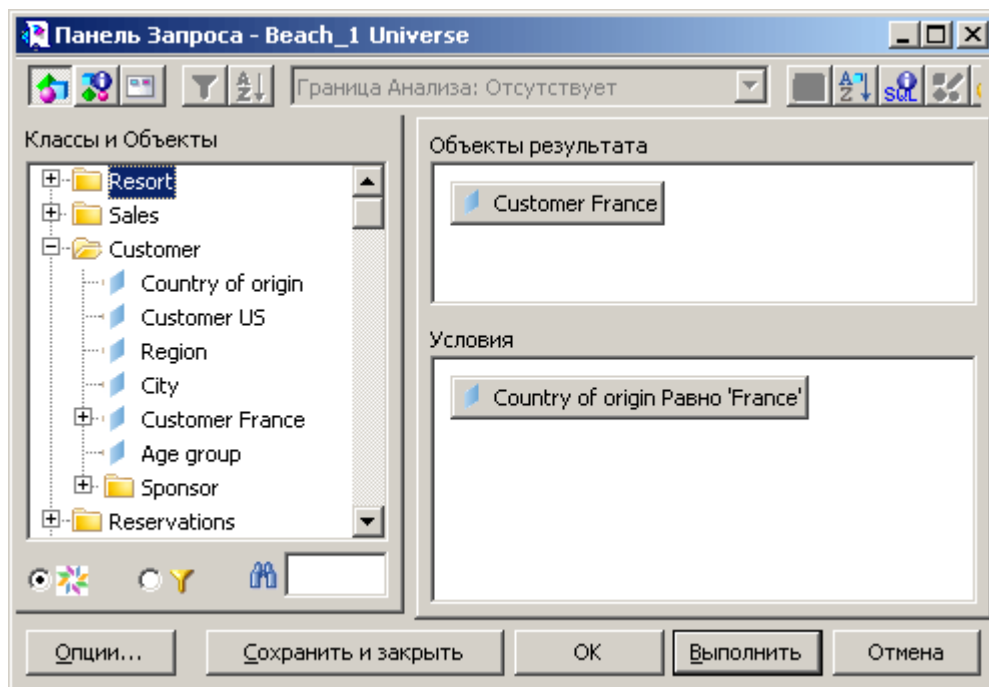 Панель Запроса - Beach_1 Universe
Граница Анализа: Отсутствует
SQL
Классы и Объекты
Resort
Sales
Customer
Country of origin
Customer US
Region
City
Customer France
Age group
Sponsor
Reservations
Объекты результата
Customer France
Условия
Country of origin Равно 'France'
Опции...
Сохранить и закрыть
OK
Выполнить
Отмена